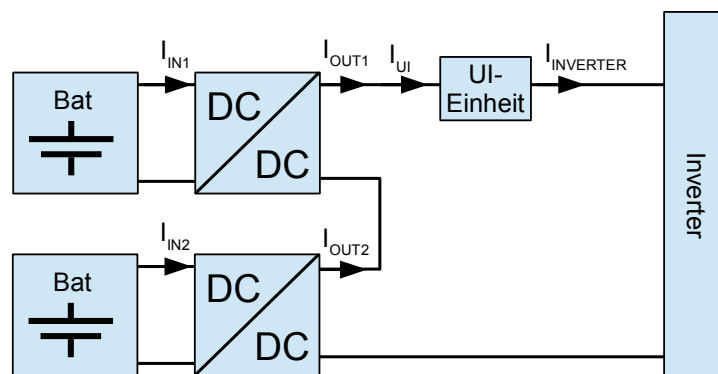 I_IN1
I_OUT1
I_UI
I_INVERTER
Bat
DC
DC
UI-
Einheit
Inverter
I_IN2
I_OUT2
Bat
DC
DC